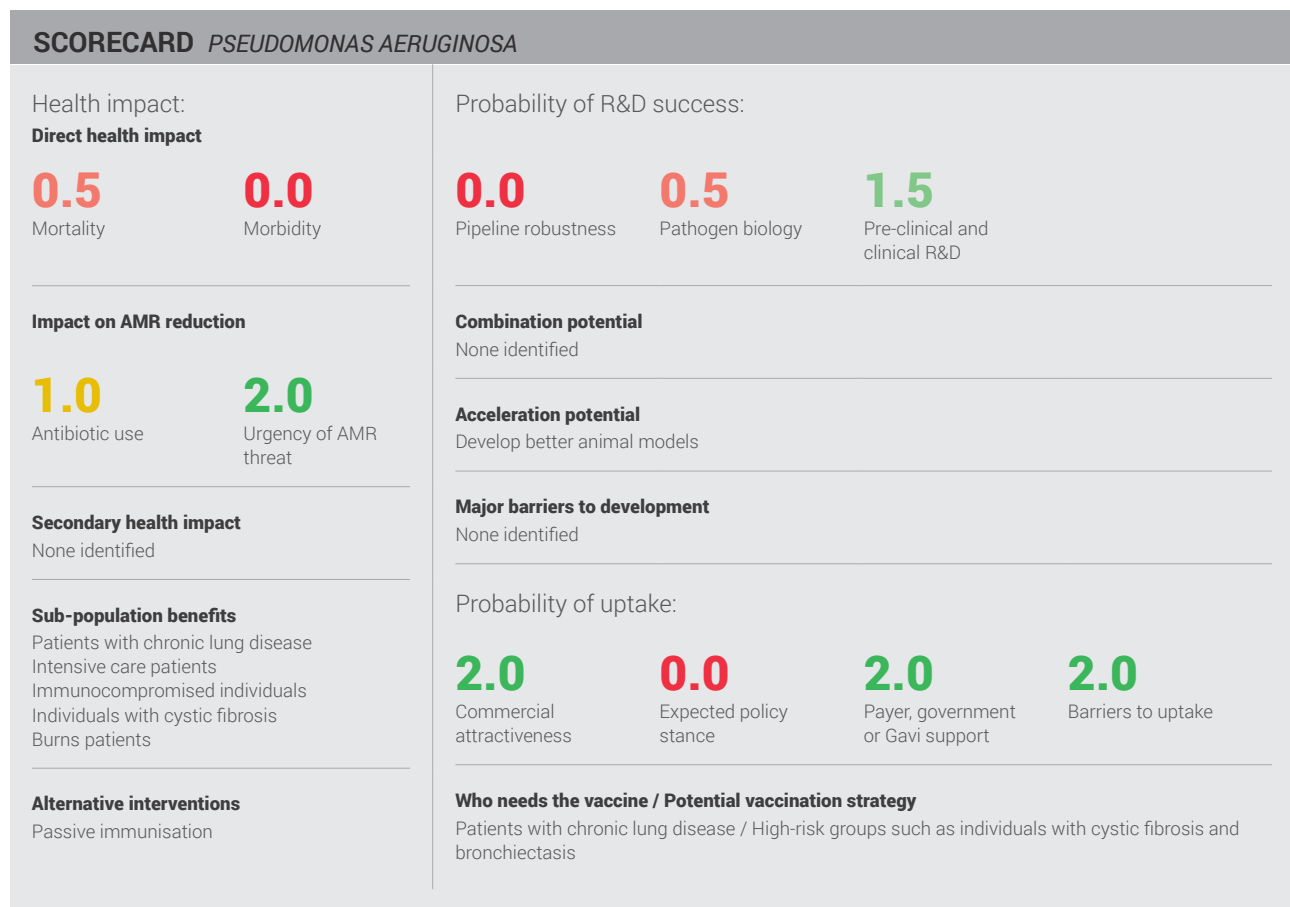 SCORECARD PSEUDOMONAS AERUGINOSA
Health impact:
Direct health impact
0.5 0.0
Mortality Morbidity
Impact on AMR reduction
1.0 2.0
Antibiotic use Urgency of AMR
threat
Secondary health impact
None identified
Sub-population benefits
Patients with chronic lung disease
Intensive care patients
Immunocompromised individuals
Individuals with cystic fibrosis
Burns patients
Alternative interventions
Passive immunisation
Probability of R&D success:
0.0 0.5 1.5
Pipeline robustness Pathogen biology Pre-clinical and
clinical R&D
Combination potential
None identified
Acceleration potential
Develop better animal models
Major barriers to development
None identified
Probability of uptake:
2.0 0.0 2.0 2.0
Commercial Expected policy Payer, government Barriers to uptake
attractiveness stance or Gavi support
Who needs the vaccine / Potential vaccination strategy
Patients with chronic lung disease / High-risk groups such as individuals with cystic fibrosis and
bronchiectasis